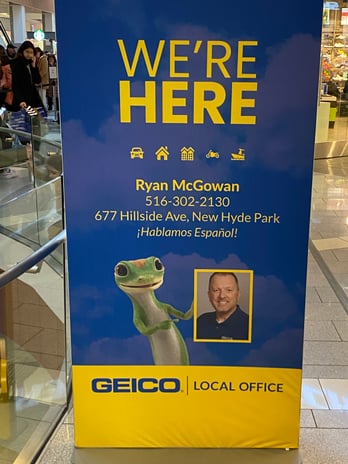 WE'RE
HERE
Ryan McGowan
516-302-2130
677 Hillside Ave, New Hyde Park
¡Hablamos Español!
GEICO | LOCAL OFFICE